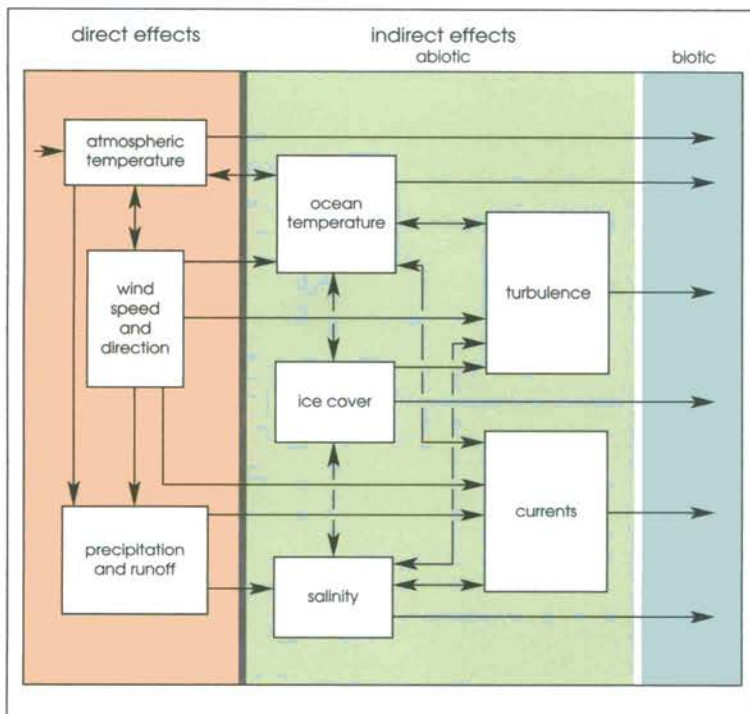 direct effects
indirect effects
abiotic
biotic
atmospheric
temperature
ocean
temperature
wind
speed
and
direction
turbulence
ice cover
currents
precipitation
and runoff
salinity